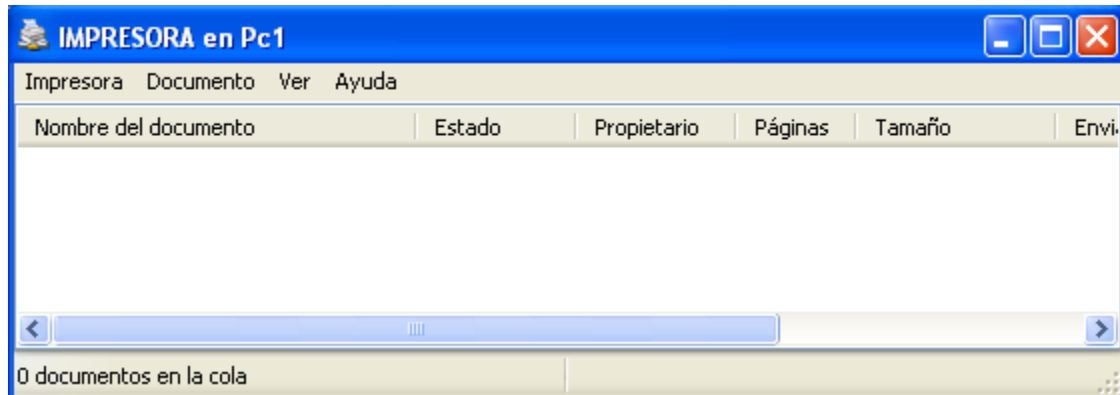 IMPRESORA en Pc1
Impresora Documento Ver Ayuda
Nombre del documento Estado Propietario Páginas Tamaño
0 documentos en la cola